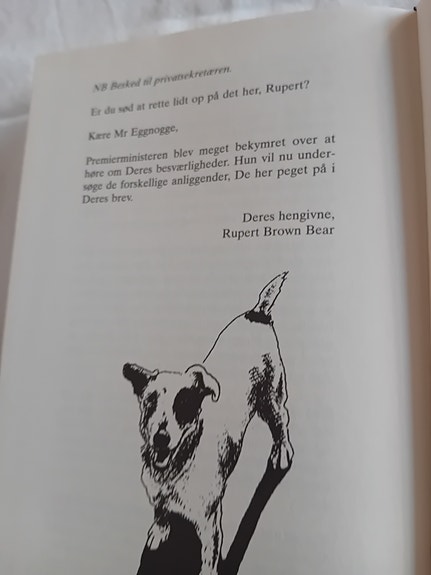 NB Besked til privatsekretæren.
Er du sød at rette lidt op på det her, Rupert?
Kære Mr Eggnogge,
Premierministeren blev meget bekymret over at
høre om Deres besværligheder. Hun vil nu under-
søge de forskellige anliggender, De her peget på i
Deres brev.
Deres hengivne,
Rupert Brown Bear